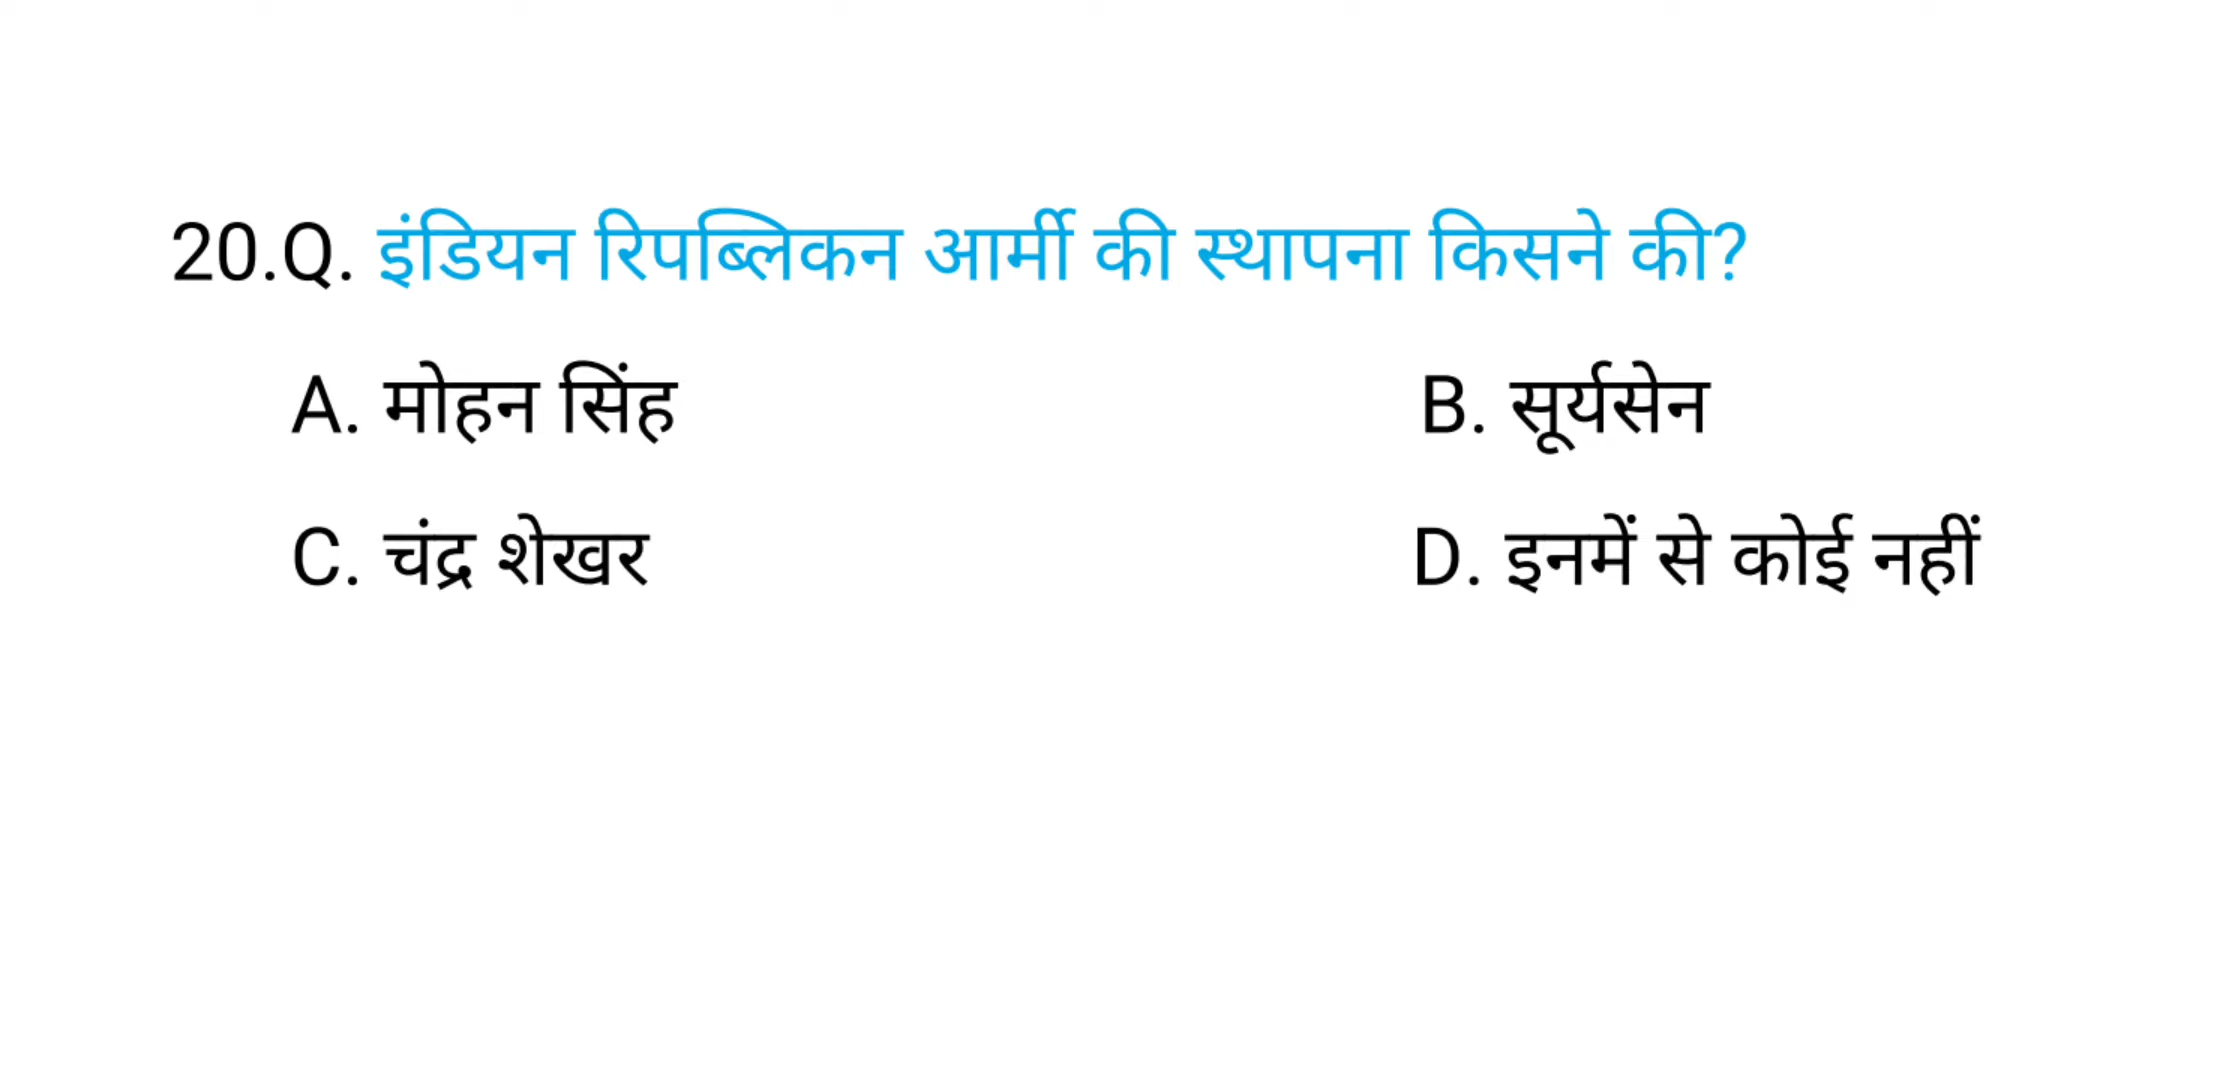 20.Q. इंडियन रिपब्लिकन आर्मी की स्थापना किसने की?
A. मोहन सिंह B. सूर्यसेन
C. चंद्र शेखर D. इनमें से कोई नहीं